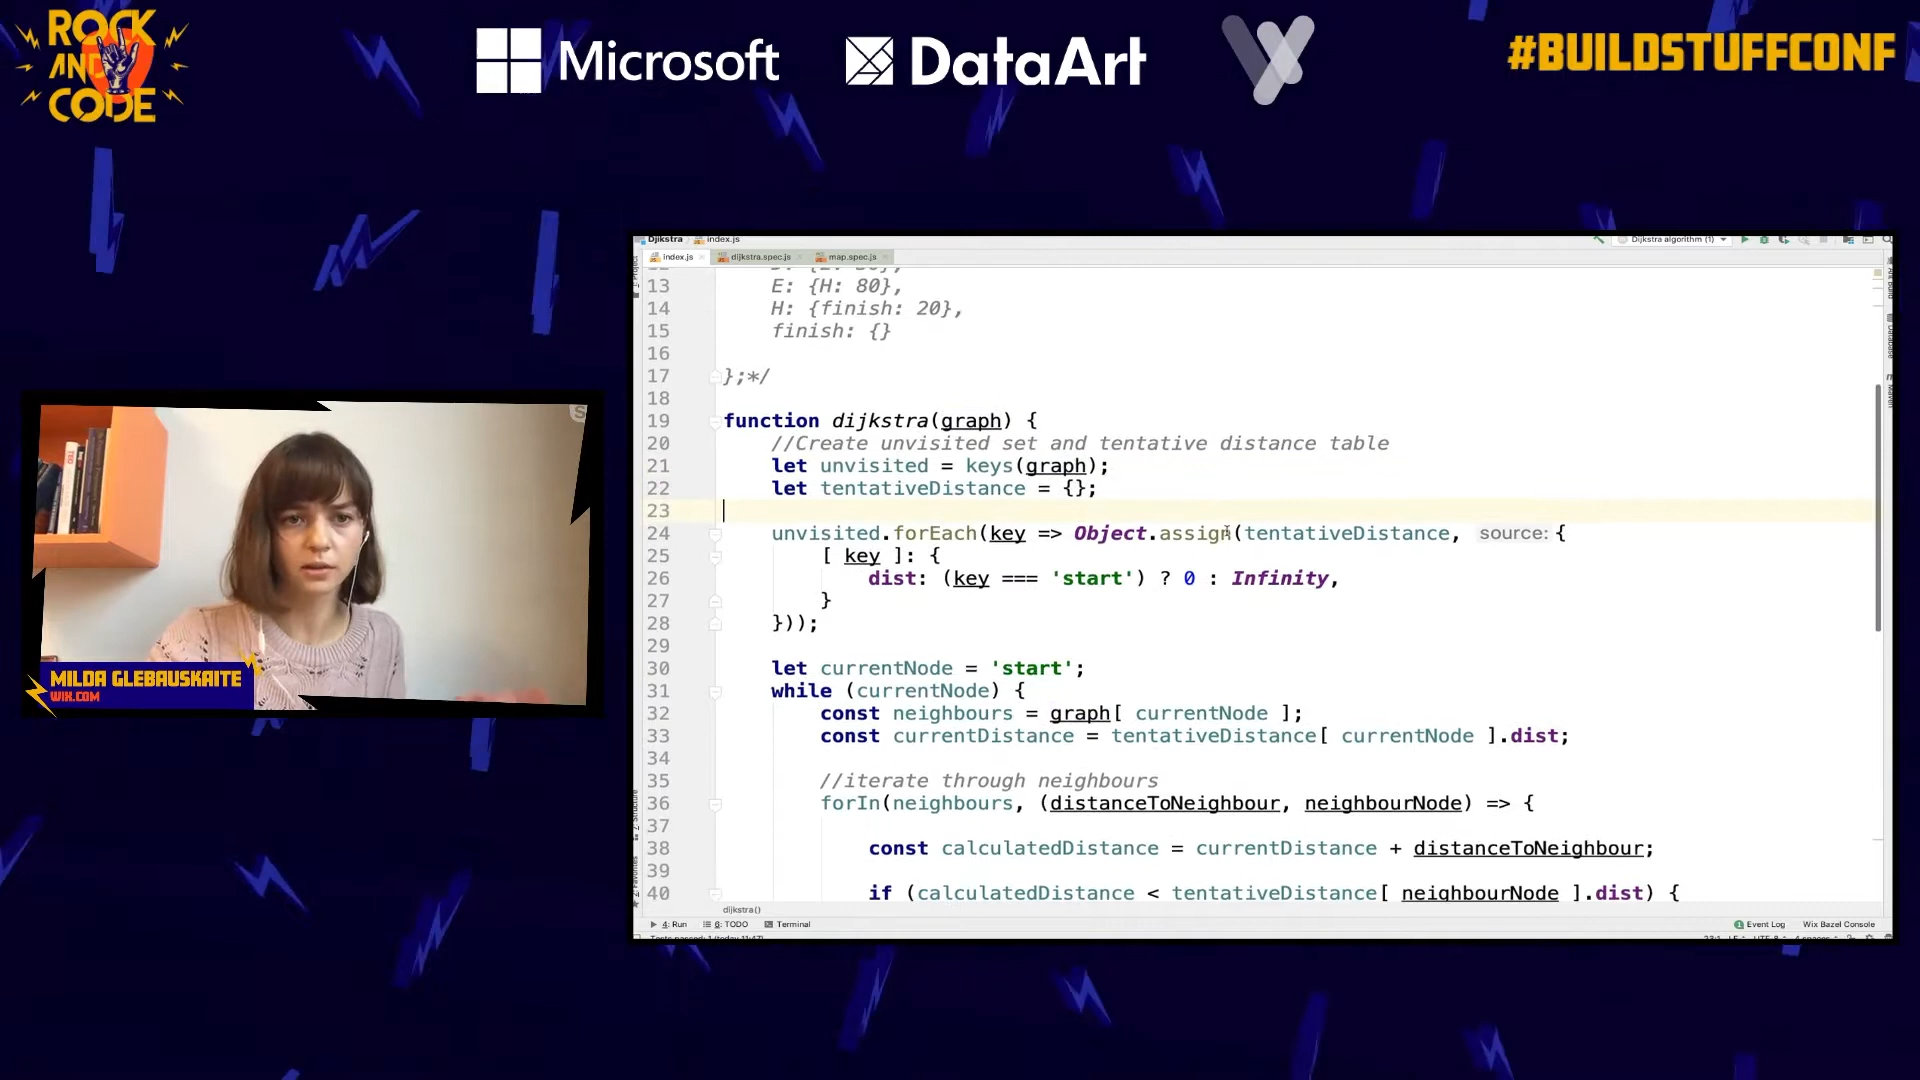 ROCK
AND
CODE
Microsoft
DataArt
#BUILDSTUFFCONF
MILDA GLEBAUSKAITE
WIX.COM
Djikstra
index.js
Dijkstra algorithm (1)
index.js
dijkstra.spec.js
map.spec.js
13 E: {H: 80},
14 H: {finish: 20},
15 finish: {}
16
17 };*/
18
19 function dijkstra(graph) {
20 //Create unvisited set and tentative distance table
21 let unvisited = keys(graph);
22 let tentativeDistance = {};
23
24 unvisited.forEach(key => Object.assign(tentativeDistance, source: {
25 [ key ]: {
26 dist: (key === 'start') ? 0 : Infinity,
27 }
28 }));
29
30 let currentNode = 'start';
31 while (currentNode) {
32 const neighbours = graph[ currentNode ];
33 const currentDistance = tentativeDistance[ currentNode ].dist;
34
35 //iterate through neighbours
36 forIn(neighbours, (distanceToNeighbour, neighbourNode) => {
37
38 const calculatedDistance = currentDistance + distanceToNeighbour;
39
40 if (calculatedDistance < tentativeDistance[ neighbourNode ].dist) {
dijkstra()
4: Run
6: TODO
Terminal
Event Log
Wix Bazel Console